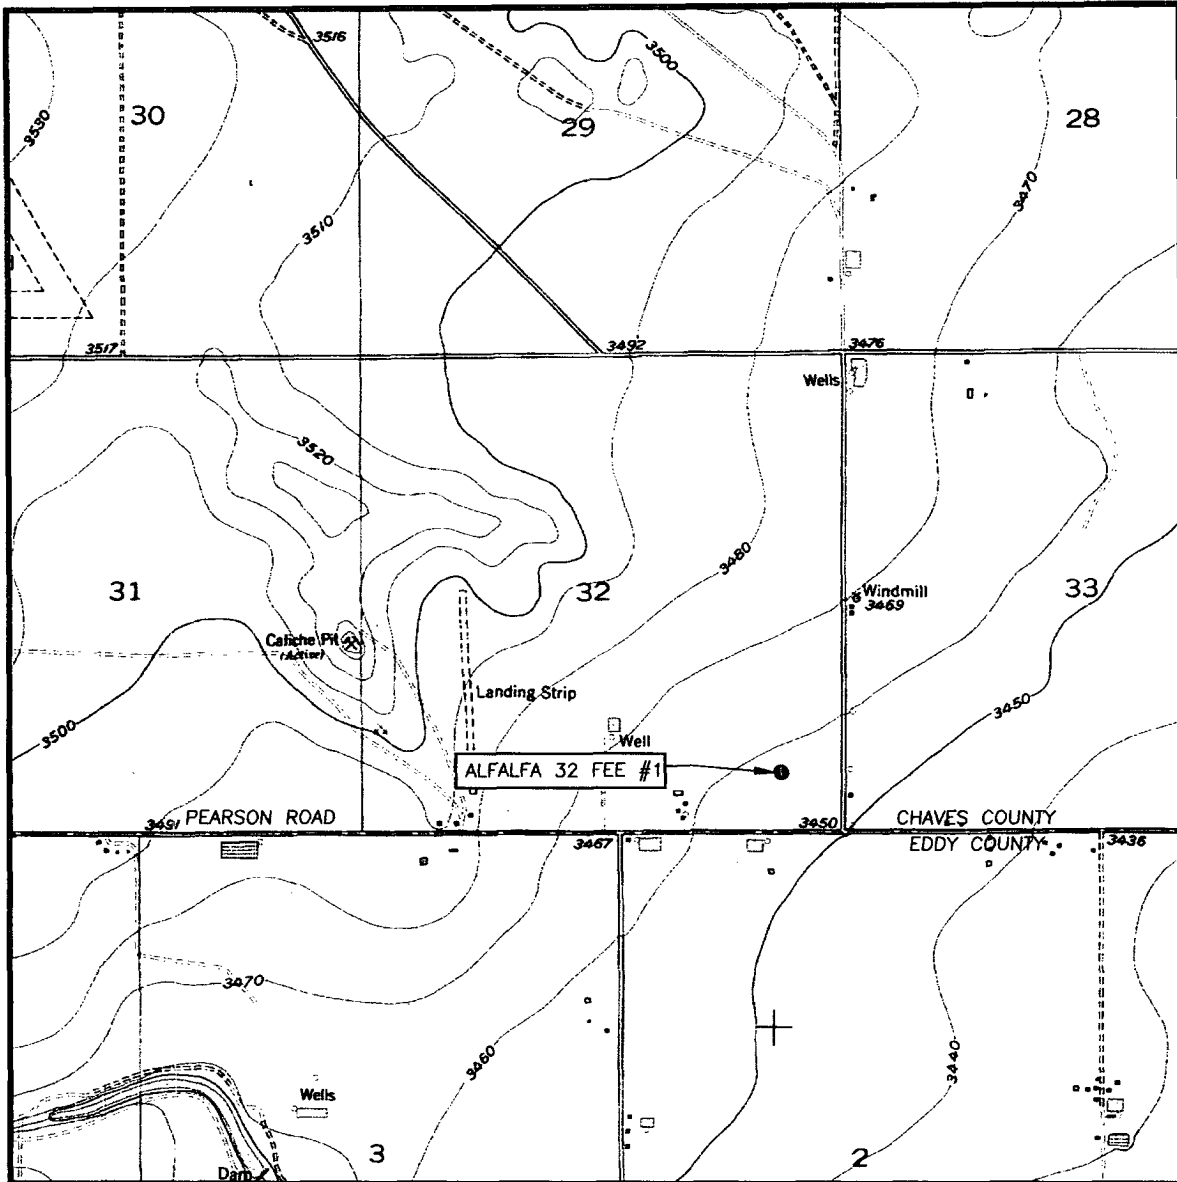 3516
3500
3530
30
29
28
3470
3510
3517
3492
3476
Wells
3520
3480
31
32
33
Windmill
3469
Caliche Pit
(Active)
Landing Strip
3450
3500
Well
ALFALFA 32 FEE #1
3491
PEARSON ROAD
3450
CHAVES COUNTY
3467
EDDY COUNTY
3436
3470
3460
3440
Wells
3
2
Dam